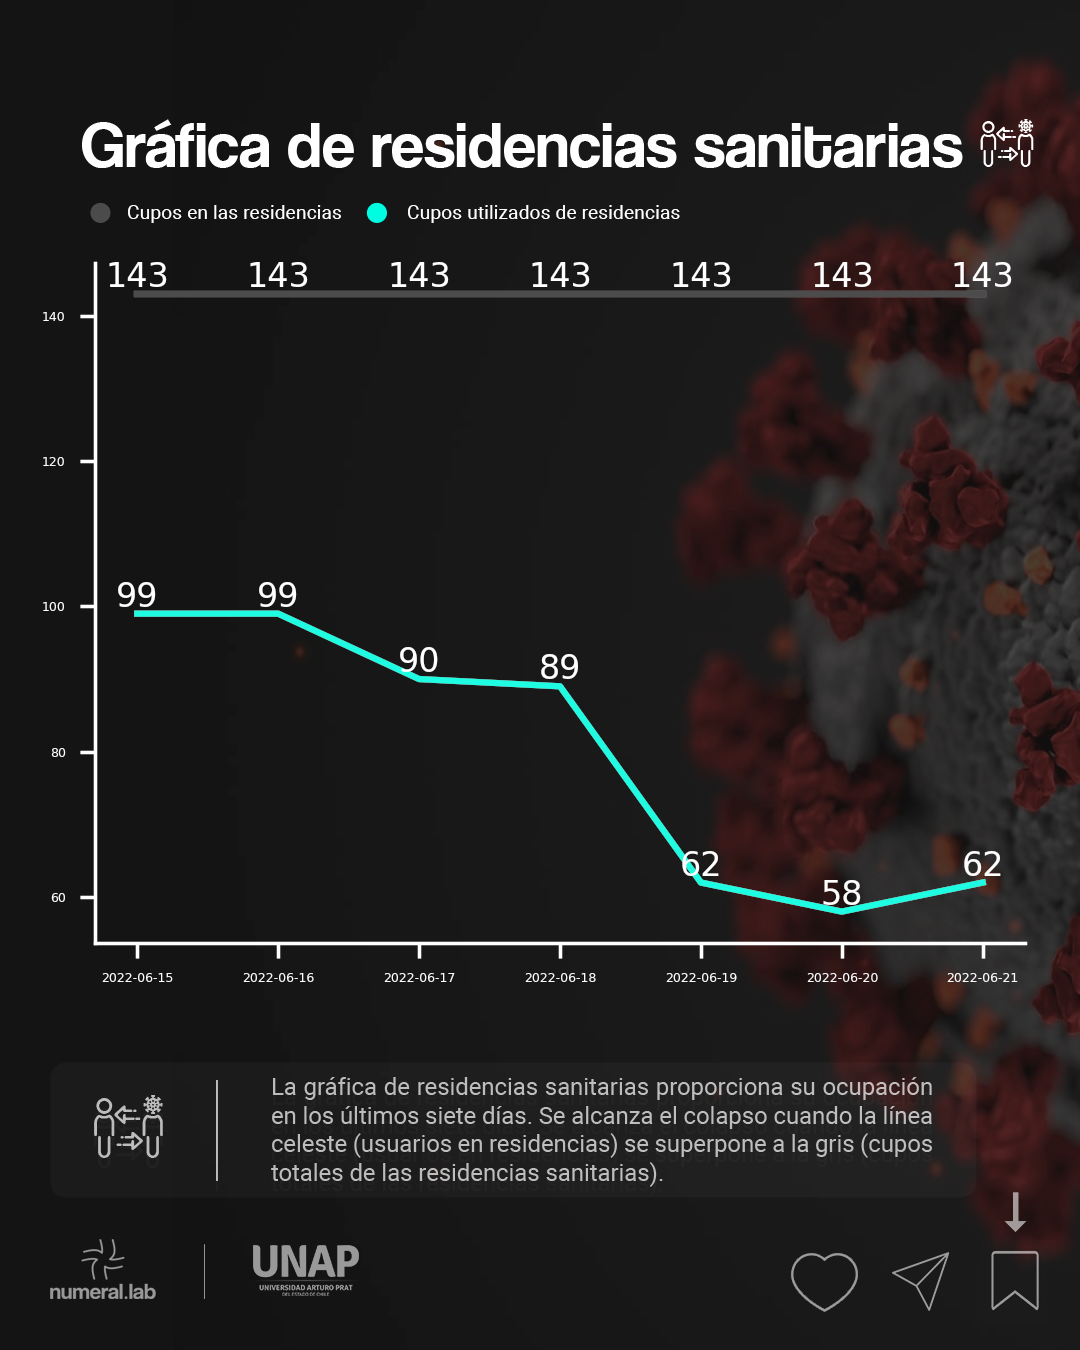 Gráfica de residencias sanitarias
Cupos en las residencias Cupos utilizados de residencias
143 143 143 143 143 143 143
140
120
99 99
100
90 89
80
62 58 62
60
2022-06-15 2022-06-16 2022-06-17 2022-06-18 2022-06-19 2022-06-20 2022-06-21
La gráfica de residencias sanitarias proporciona su ocupación
en los últimos siete días. Se alcanza el colapso cuando la línea
celeste (usuarios en residencias) se superpone a la gris (cupos
totales de las residencias sanitarias).
numeral.lab
UNAP
UNIVERSIDAD ARTURO PRAT
DEL ESTADO DE CHILE